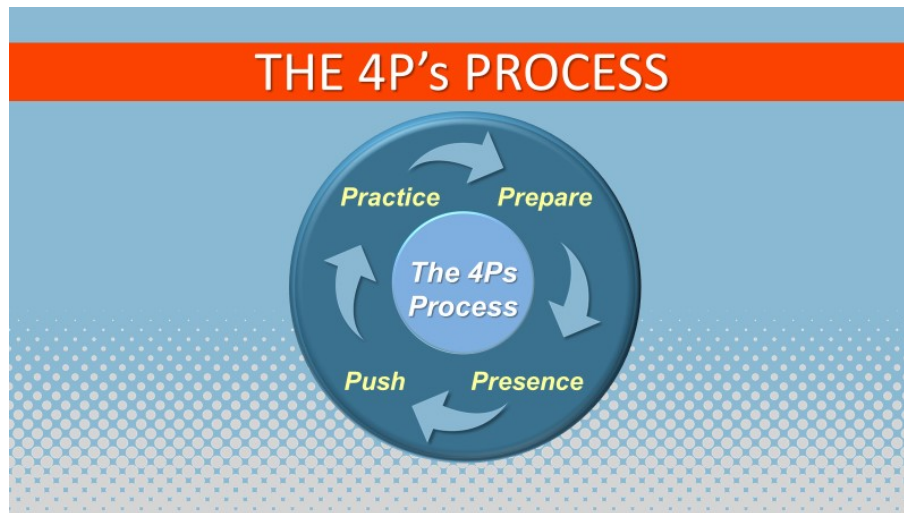 THE 4P’s PROCESS
Practice
Prepare
The 4Ps
Process
Push
Presence